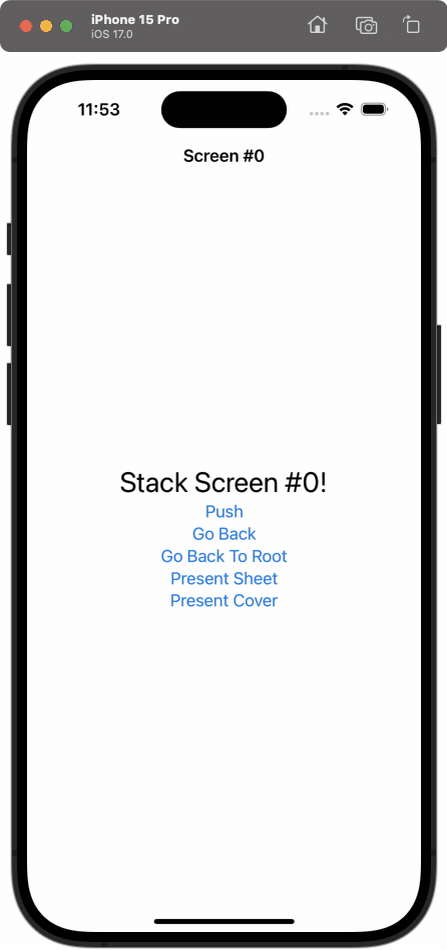 iPhone 15 Pro
iOS 17.0
11:53
Screen #0
Stack Screen #0!
Push
Go Back
Go Back To Root
Present Sheet
Present Cover